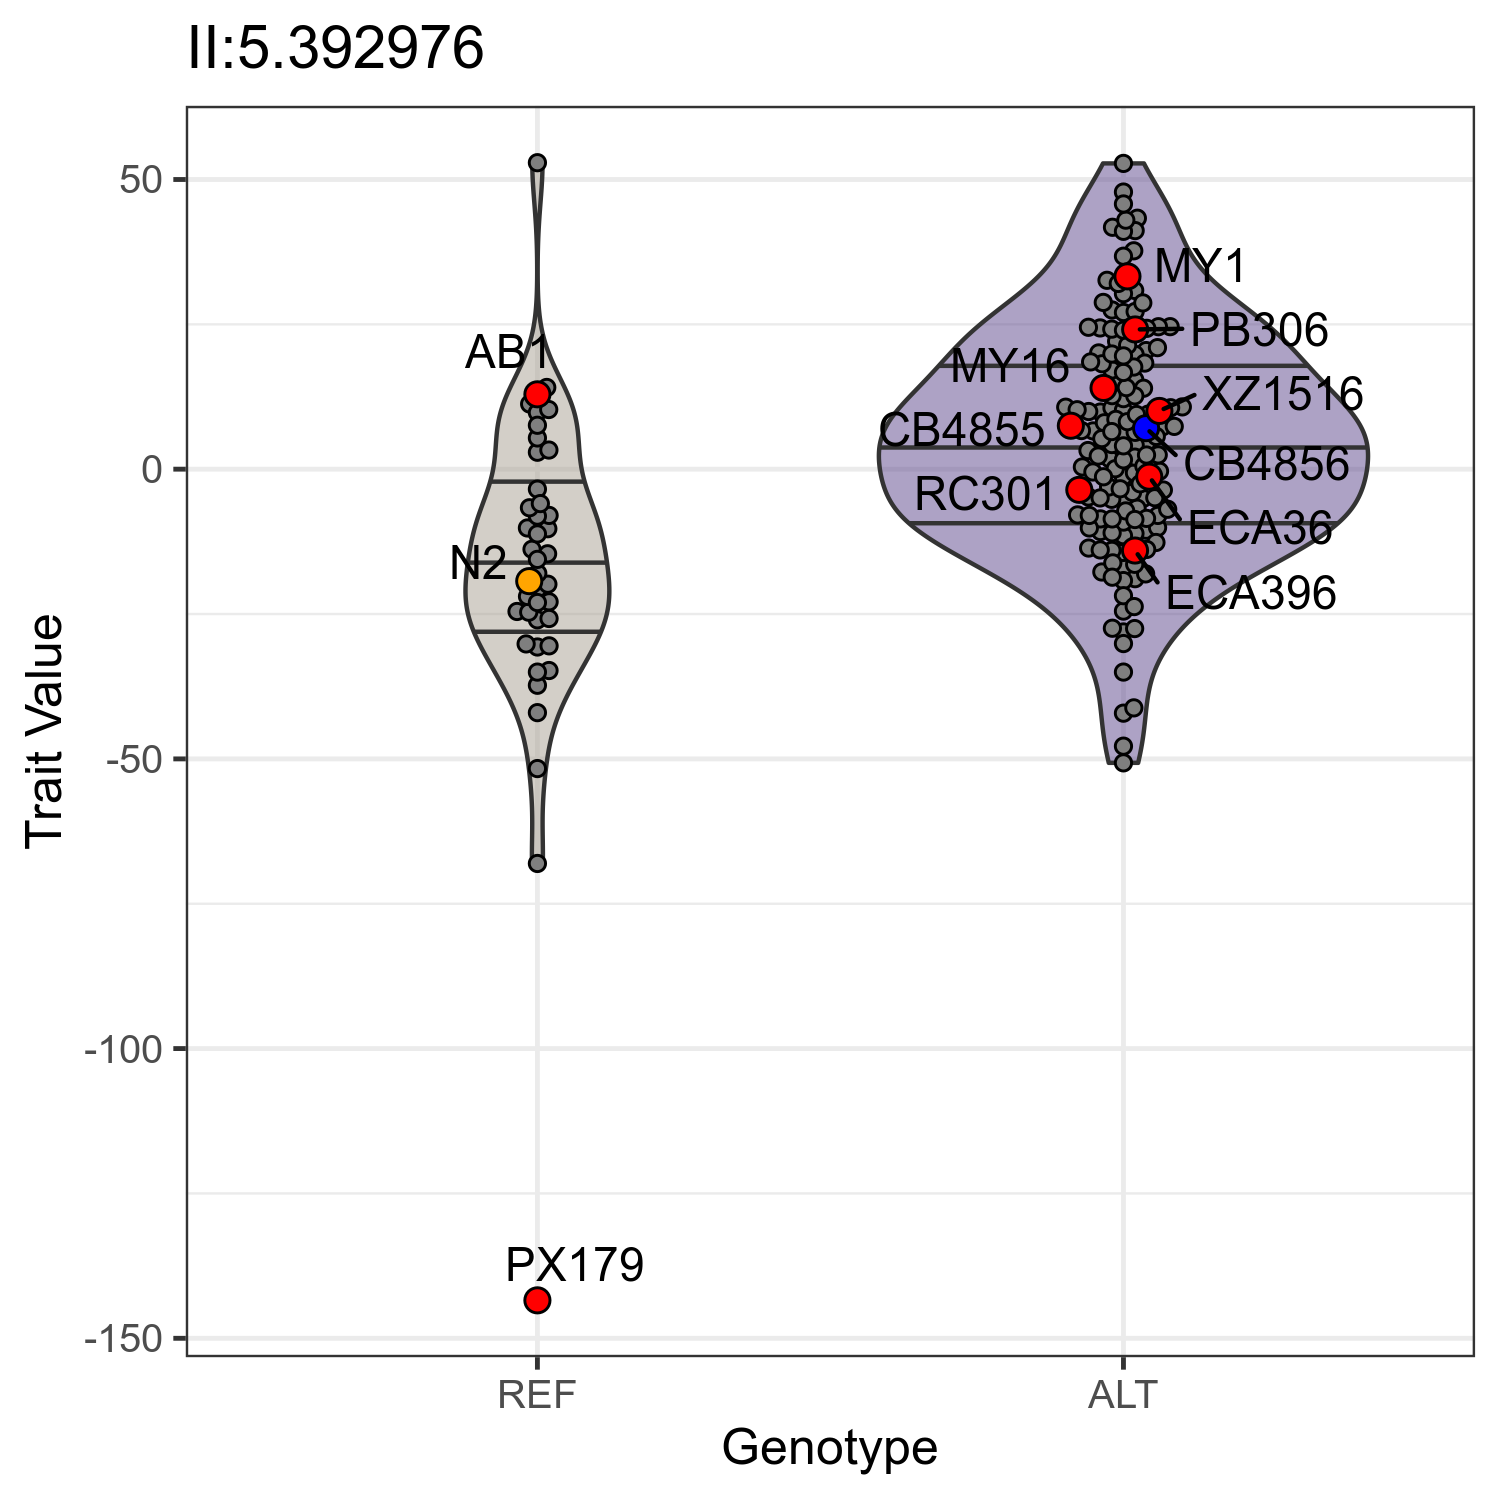 II:5.392976
50
0
-50
-100
-150
Trait Value
AB1
N2
PX179
MY1
PB306
MY16
XZ1516
CB4855
CB4856
RC301
ECA36
ECA396
REF
ALT
Genotype